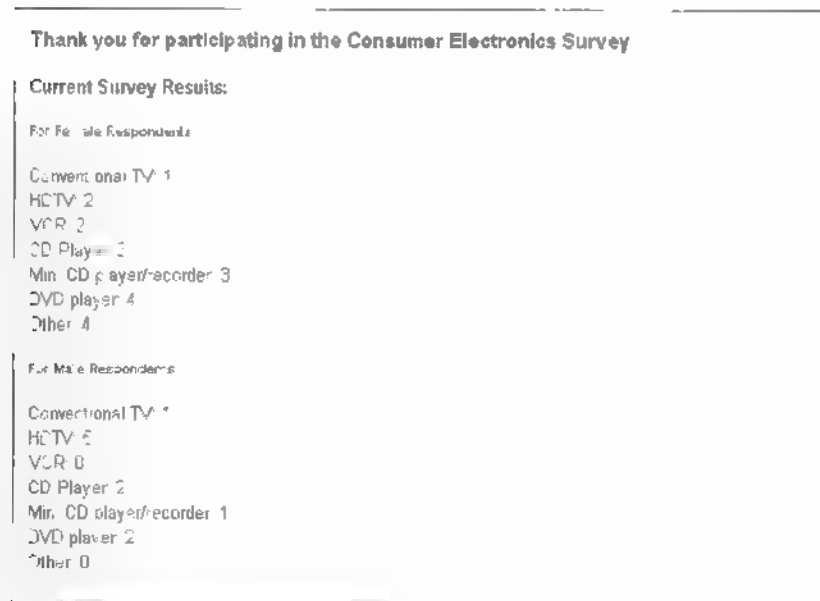 Thank you for participating in the Consumer Electronics Survey
Current Survey Results:
For Female Respondents
Conventional TV: 1
HDTV: 2
VCR: 2
CD Player:
Mini CD player/recorder: 3
DVD player: 4
Other: 4
For Male Respondents
Conventional TV: 1
HDTV:
VCR: 0
CD Player: 2
Mini CD player/recorder: 1
DVD player: 2
Other: 0